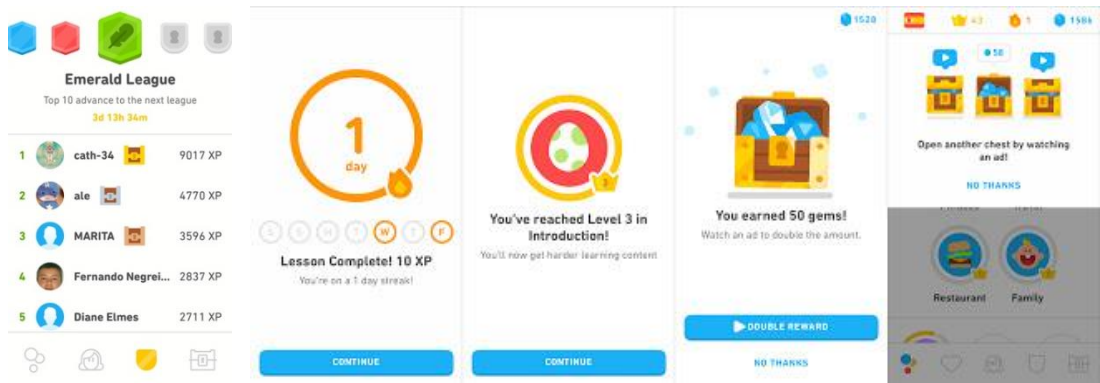 Emerald League
Top 10 advance to the next league
3d 13h 34m
1 cath-34 9017 XP
2 ale 4770 XP
3 MARITA 3596 XP
4 Fernando Negrei... 2837 XP
5 Diane Elmes 2711 XP
1
day
W F
Lesson Complete! 10 XP
You're on a 1 day streak!
CONTINUE
3
You've reached Level 3 in
Introduction!
You'll now get harder learning content
CONTINUE
1520
You earned 50 gems!
Watch an ad to double the amount.
DOUBLE REWARD
NO THANKS
43 1
Open another chest by watching
an ad!
NO THANKS
Restaurant Family